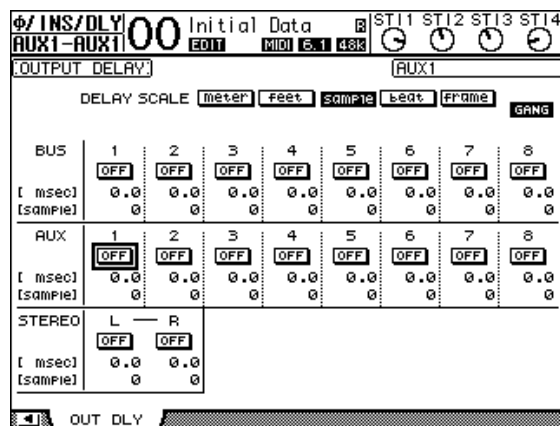 Φ/INS/DLY 00 Initial Data ST11 ST12 ST13 ST14
AUX1-AUX1 EDIT MIDI 6.1 48k
OUTPUT DELAY AUX1
DELAY SCALE meter feet sample beat frame
GANG
BUS 1 2 3 4 5 6 7 8
OFF OFF OFF OFF OFF OFF OFF OFF
[ msec] 0.0 0.0 0.0 0.0 0.0 0.0 0.0 0.0
[sample] 0 0 0 0 0 0 0 0
AUX 1 2 3 4 5 6 7 8
OFF OFF OFF OFF OFF OFF OFF OFF
[ msec] 0.0 0.0 0.0 0.0 0.0 0.0 0.0 0.0
[sample] 0 0 0 0 0 0 0 0
STEREO L — R
OFF OFF
[ msec] 0.0 0.0
[sample] 0 0
OUT DLY